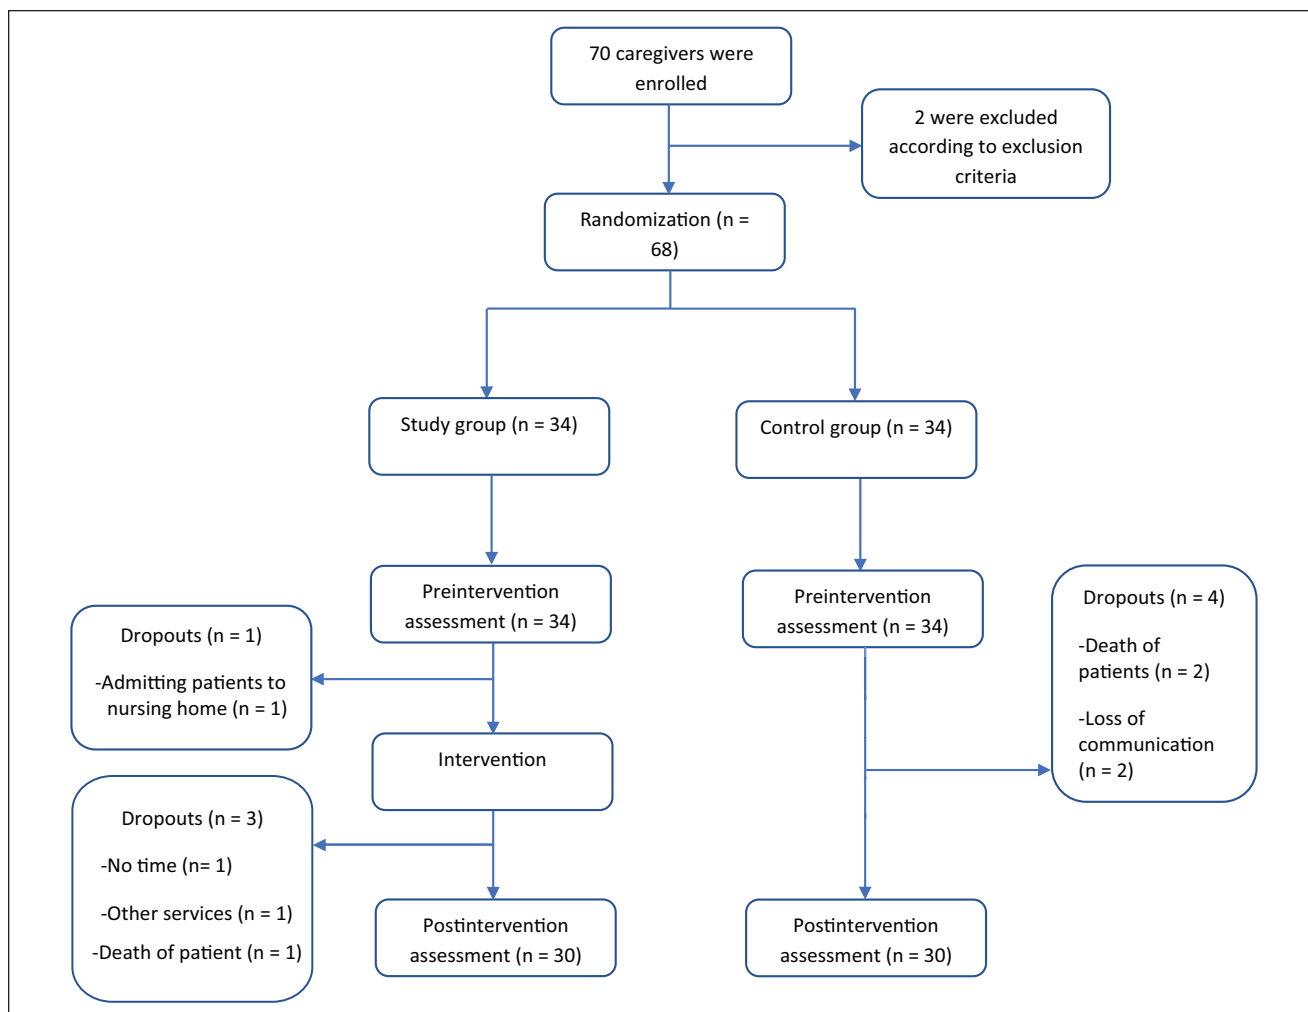 70 caregivers were
enrolled
2 were excluded
according to exclusion
criteria
Randomization (n =
68)
Study group (n = 34)
Control group (n = 34)
Preintervention
assessment (n = 34)
Preintervention
assessment (n = 34)
Dropouts (n = 1)
-Admitting patients to
nursing home (n = 1)
Dropouts (n = 4)
-Death of
patients (n = 2)
-Loss of
communication
(n = 2)
Intervention
Dropouts (n = 3)
-No time (n= 1)
-Other services (n = 1)
-Death of patient (n = 1)
Postintervention
assessment (n = 30)
Postintervention
assessment (n = 30)